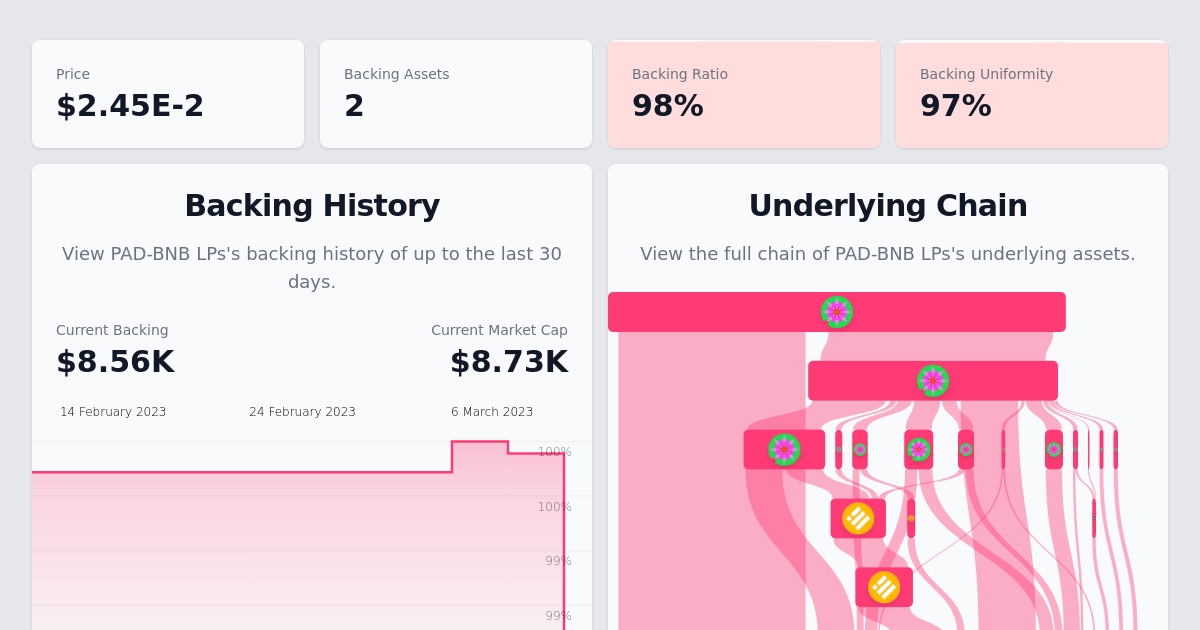 Price
$2.45E-2
Backing Assets
2
Backing Ratio
98%
Backing Uniformity
97%
Backing History
View PAD-BNB LPs's backing history of up to the last 30
days.
Current Backing
$8.56K
Current Market Cap
$8.73K
14 February 2023
24 February 2023
6 March 2023
100%
100%
99%
99%
Underlying Chain
View the full chain of PAD-BNB LPs's underlying assets.